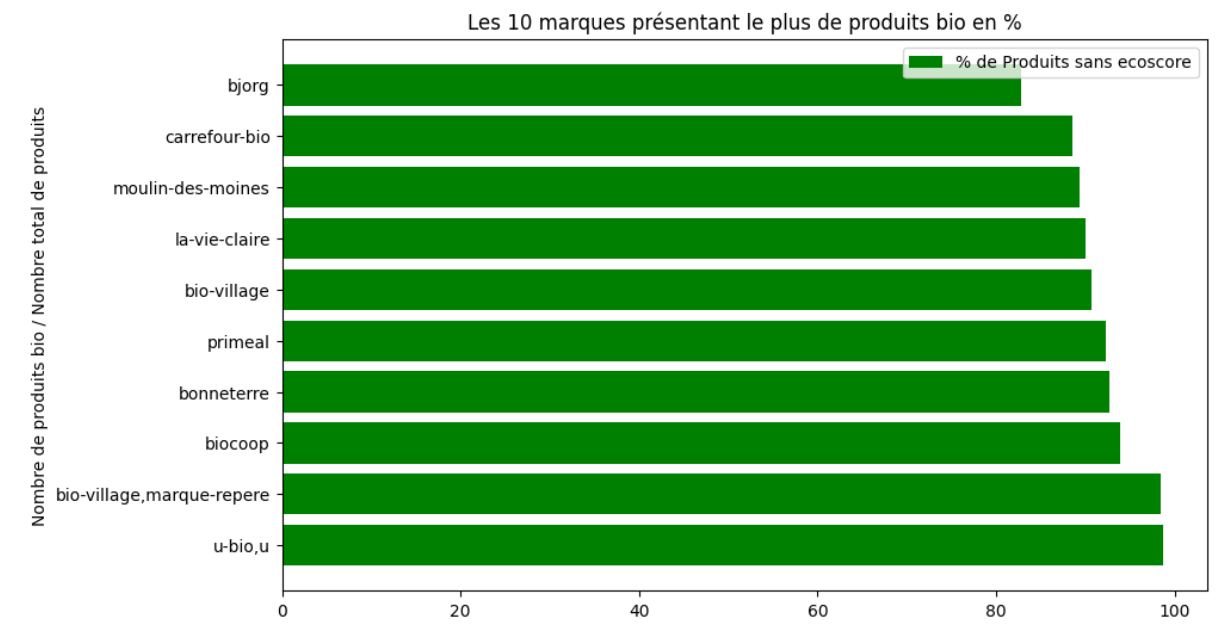 Les 10 marques présentant le plus de produits bio en %
% de Produits sans ecoscore
Nombre de produits bio / Nombre total de produits
bjorg
carrefour-bio
moulin-des-moines
la-vie-claire
bio-village
primeal
bonneterre
biocoop
bio-village,marque-repere
u-bio,u
0 20 40 60 80 100